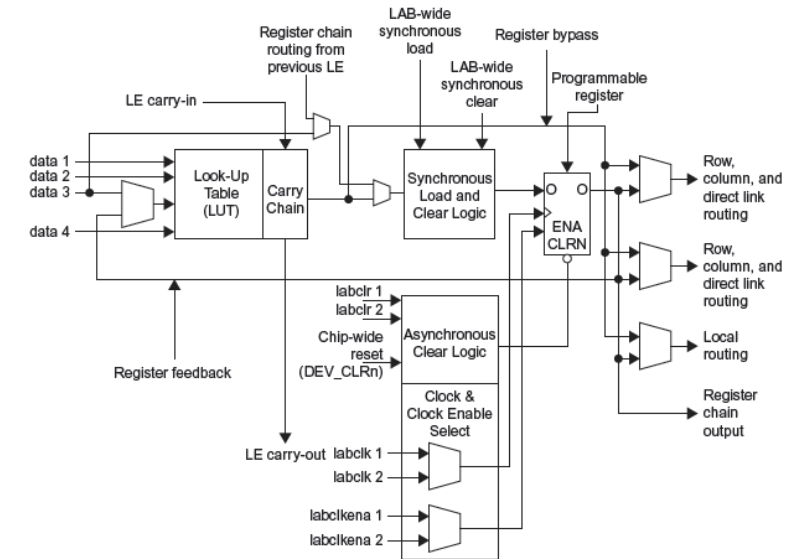 LAB-wide
synchronous
load
Register chain
routing from
previous LE
Register bypass
LAB-wide
synchronous
clear
Programmable
register
LE carry-in
data 1
data 2
data 3
data 4
Look-Up
Table
(LUT)
Carry
Chain
Synchronous
Load and
Clear Logic
ENA
CLRN
Row,
column, and
direct link
routing
Row,
column, and
direct link
routing
Local
routing
Register
chain
output
labclr 1
labclr 2
Chip-wide
reset
(DEV_CLRn)
Asynchronous
Clear Logic
Register feedback
Clock &
Clock Enable
Select
LE carry-out
labclk 1
labclk 2
labclkena 1
labclkena 2